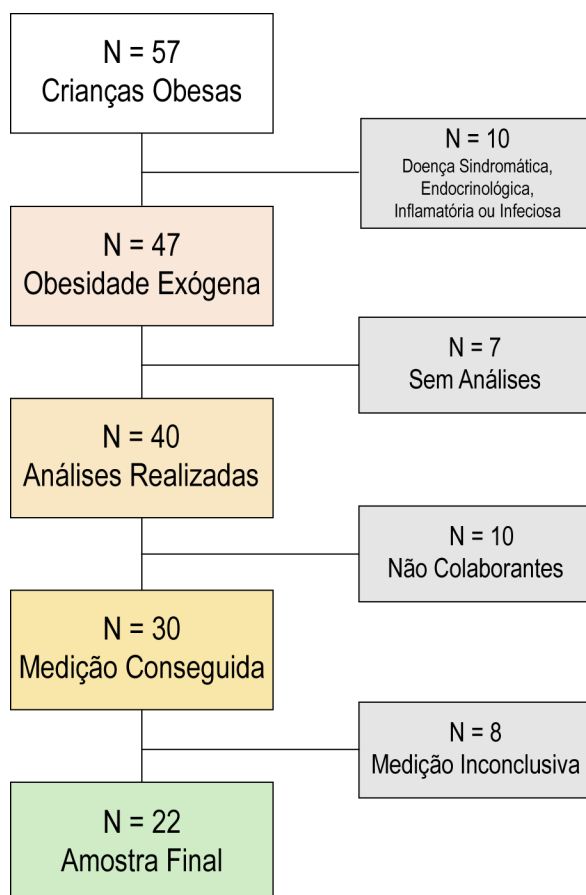 N = 57
Crianças Obesas
N = 10
Doença Sindromática,
Endocrinológica,
Inflamatória ou Infeciosa
N = 47
Obesidade Exógena
N = 7
Sem Análises
N = 40
Análises Realizadas
N = 10
Não Colaborantes
N = 30
Medição Conseguida
N = 8
Medição Inconclusiva
N = 22
Amostra Final